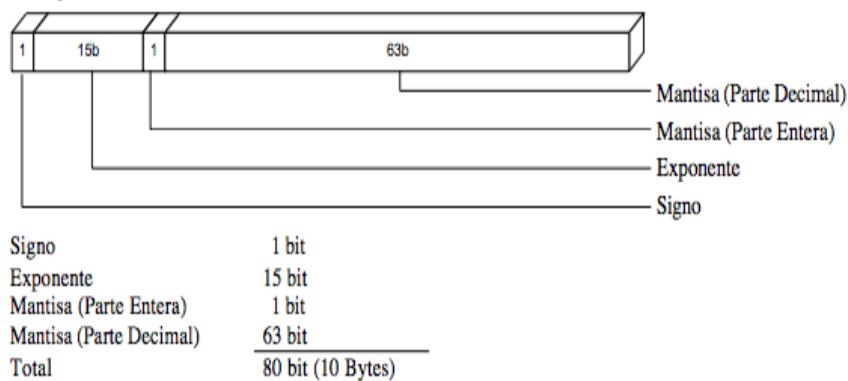 1 15b 1 63b
Mantisa (Parte Decimal)
Mantisa (Parte Entera)
Exponente
Signo
Signo 1 bit
Exponente 15 bit
Mantisa (Parte Entera) 1 bit
Mantisa (Parte Decimal) 63 bit
Total 80 bit (10 Bytes)